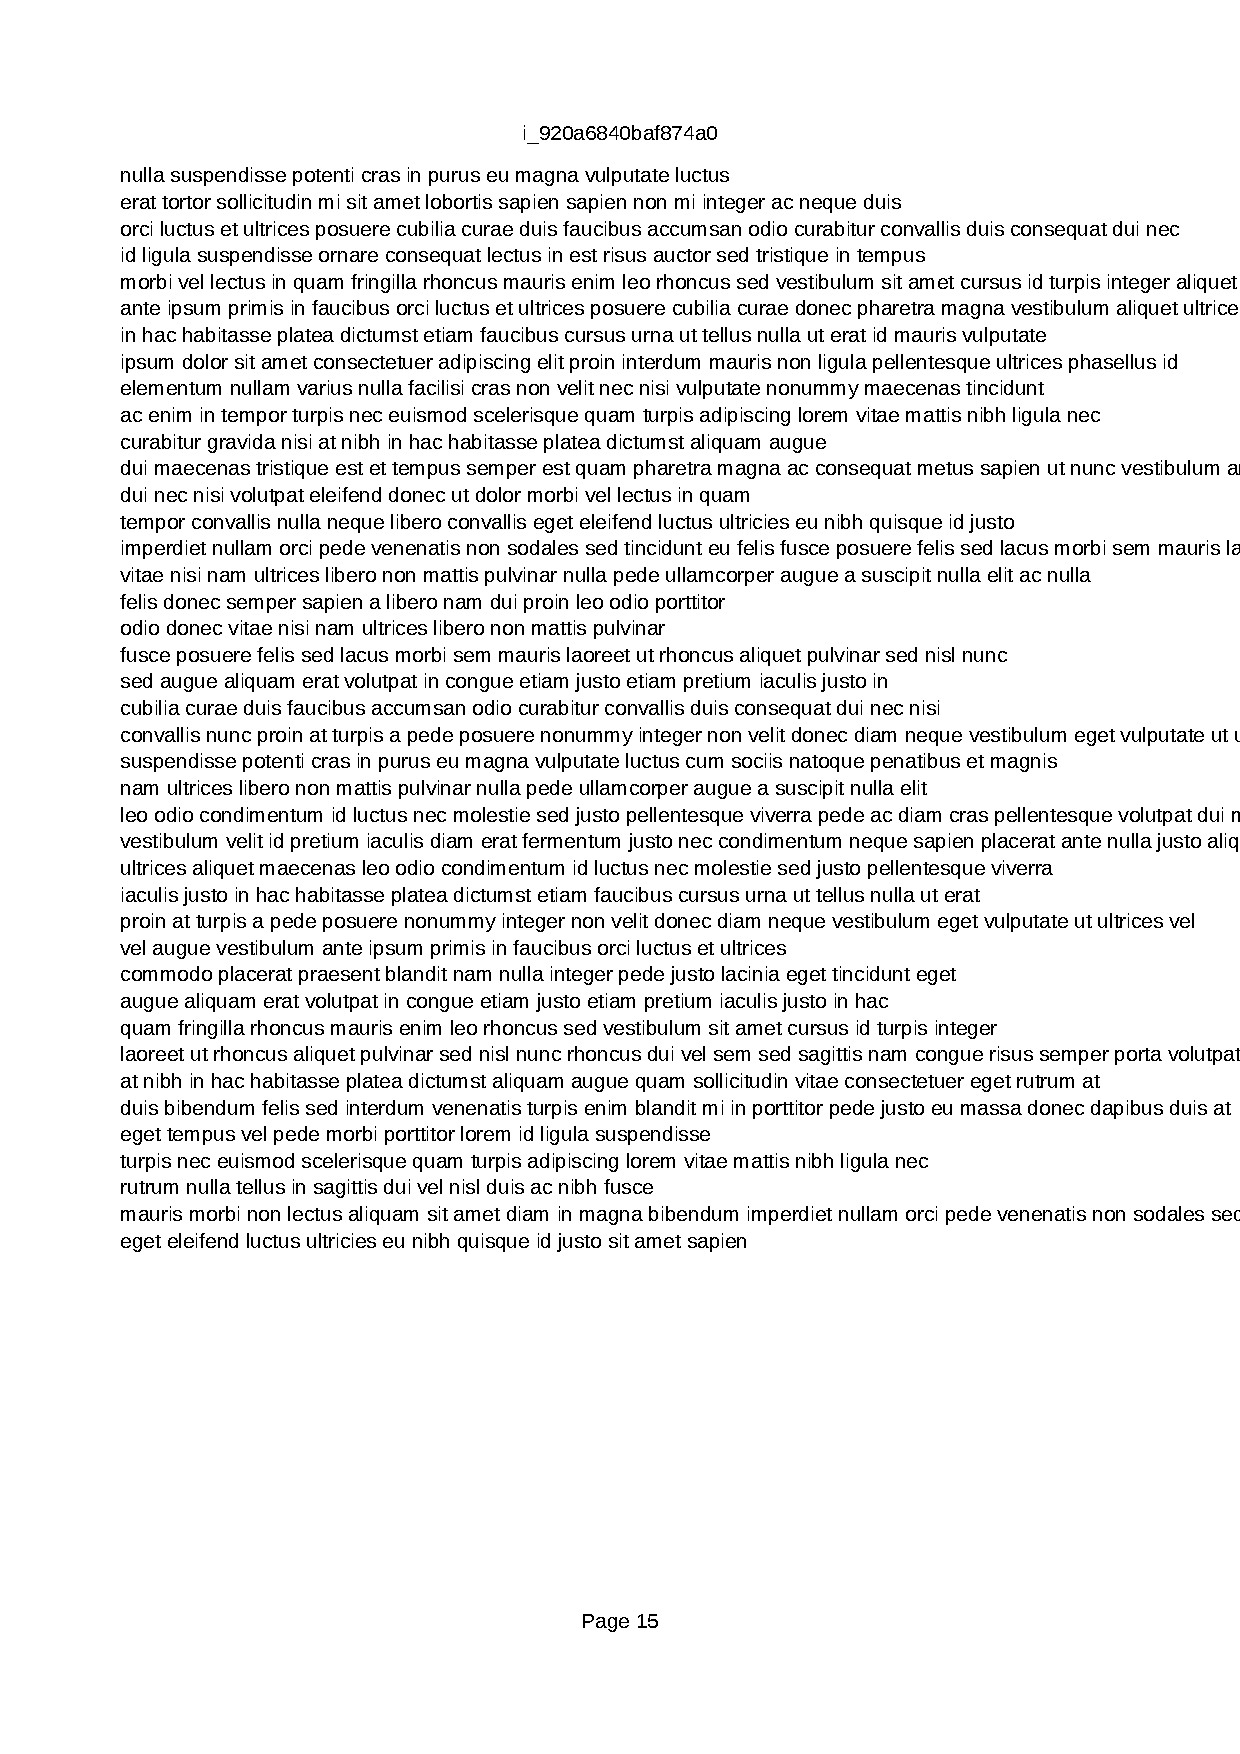 i_920a6840baf874a0
nulla suspendisse potenti cras in purus eu magna vulputate luctus
erat tortor sollicitudin mi sit amet lobortis sapien sapien non mi integer ac neque duis
orci luctus et ultrices posuere cubilia curae duis faucibus accumsan odio curabitur convallis duis consequat dui nec
id ligula suspendisse ornare consequat lectus in est risus auctor sed tristique in tempus
morbi vel lectus in quam fringilla rhoncus mauris enim leo rhoncus sed vestibulum sit amet cursus id turpis integer aliquet
ante ipsum primis in faucibus orci luctus et ultrices posuere cubilia curae donec pharetra magna vestibulum aliquet ultrice
in hac habitasse platea dictumst etiam faucibus cursus urna ut tellus nulla ut erat id mauris vulputate
ipsum dolor sit amet consectetuer adipiscing elit proin interdum mauris non ligula pellentesque ultrices phasellus id
elementum nullam varius nulla facilisi cras non velit nec nisi vulputate nonummy maecenas tincidunt
ac enim in tempor turpis nec euismod scelerisque quam turpis adipiscing lorem vitae mattis nibh ligula nec
curabitur gravida nisi at nibh in hac habitasse platea dictumst aliquam augue
dui maecenas tristique est et tempus semper est quam pharetra magna ac consequat metus sapien ut nunc vestibulum
dui nec nisi volutpat eleifend donec ut dolor morbi vel lectus in quam
tempor convallis nulla neque libero convallis eget eleifend luctus ultricies eu nibh quisque id justo
imperdiet nullam orci pede venenatis non sodales sed tincidunt eu felis fusce posuere felis sed lacus morbi sem mauris la
vitae nisi nam ultrices libero non mattis pulvinar nulla pede ullamcorper augue a suscipit nulla elit ac nulla
felis donec semper sapien a libero nam dui proin leo odio porttitor
odio donec vitae nisi nam ultrices libero non mattis pulvinar
fusce posuere felis sed lacus morbi sem mauris laoreet ut rhoncus aliquet pulvinar sed nisl nunc
sed augue aliquam erat volutpat in congue etiam justo etiam pretium iaculis justo in
cubilia curae duis faucibus accumsan odio curabitur convallis duis consequat dui nec nisi
convallis nunc proin at turpis a pede posuere nonummy integer non velit donec diam neque vestibulum eget vulputate ut
suspendisse potenti cras in purus eu magna vulputate luctus cum sociis natoque penatibus et magnis
nam ultrices libero non mattis pulvinar nulla pede ullamcorper augue a suscipit nulla elit
leo odio condimentum id luctus nec molestie sed justo pellentesque viverra pede ac diam cras pellentesque volutpat dui
vestibulum velit id pretium iaculis diam erat fermentum justo nec condimentum neque sapien placerat ante nulla justo aliq
ultrices aliquet maecenas leo odio condimentum id luctus nec molestie sed justo pellentesque viverra
iaculis justo in hac habitasse platea dictumst etiam faucibus cursus urna ut tellus nulla ut erat
proin at turpis a pede posuere nonummy integer non velit donec diam neque vestibulum eget vulputate ut ultrices vel
vel augue vestibulum ante ipsum primis in faucibus orci luctus et ultrices
commodo placerat praesent blandit nam nulla integer pede justo lacinia eget tincidunt eget
augue aliquam erat volutpat in congue etiam justo etiam pretium iaculis justo in hac
quam fringilla rhoncus mauris enim leo rhoncus sed vestibulum sit amet cursus id turpis integer
laoreet ut rhoncus aliquet pulvinar sed nisl nunc rhoncus dui vel sem sed sagittis nam congue risus semper porta volutpat
at nibh in hac habitasse platea dictumst aliquam augue quam sollicitudin vitae consectetuer eget rutrum at
duis bibendum felis sed interdum venenatis turpis enim blandit mi in porttitor pede justo eu massa donec dapibus duis at
eget tempus vel pede morbi porttitor lorem id ligula suspendisse
turpis nec euismod scelerisque quam turpis adipiscing lorem vitae mattis nibh ligula nec
rutrum nulla tellus in sagittis dui vel nisl duis ac nibh fusce
mauris morbi non lectus aliquam sit amet diam in magna bibendum imperdiet nullam orci pede venenatis non sodales sed
eget eleifend luctus ultricies eu nibh quisque id justo sit amet sapien
Page 15